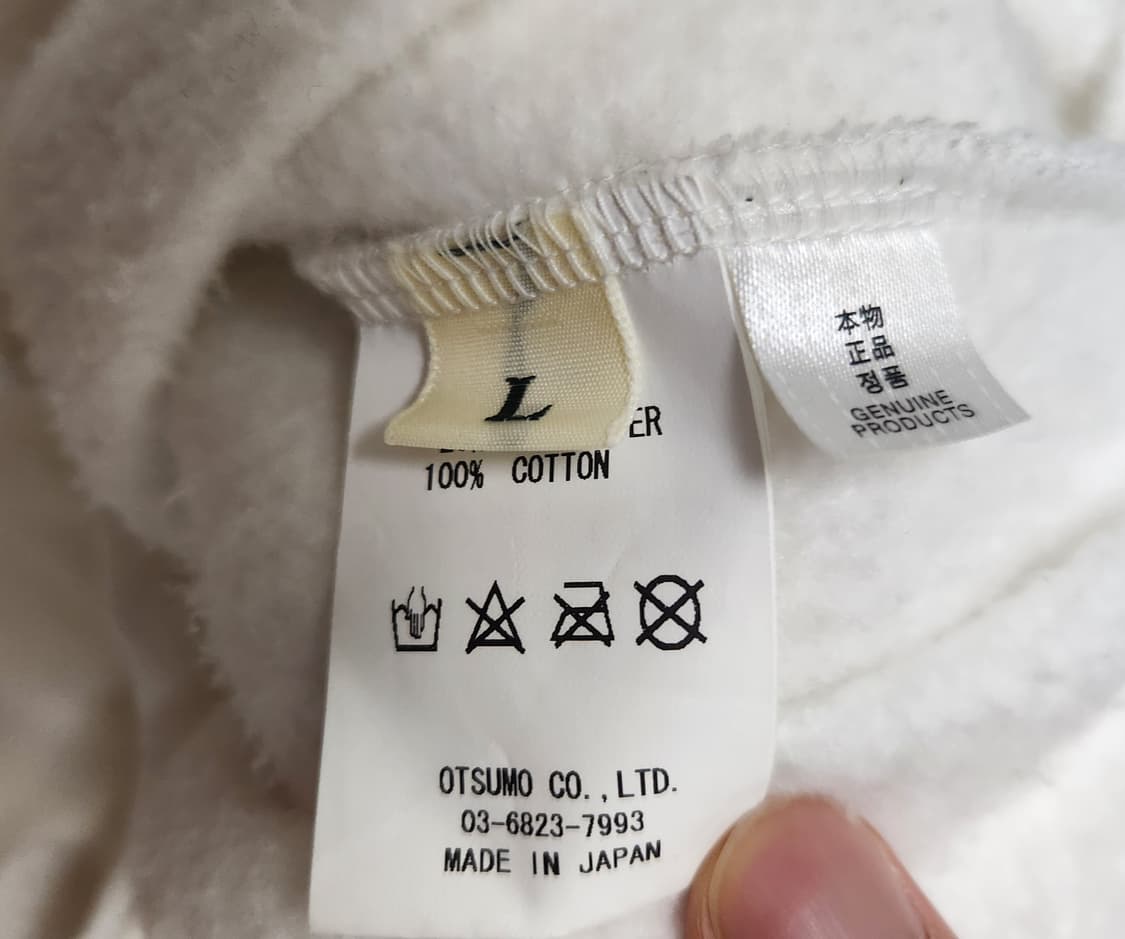 L
ER
100% COTTON
OTSUMO CO.,LTD.
03-6823-7993
MADE IN JAPAN
本物
正品
정품
GENUINE
PRODUCTS